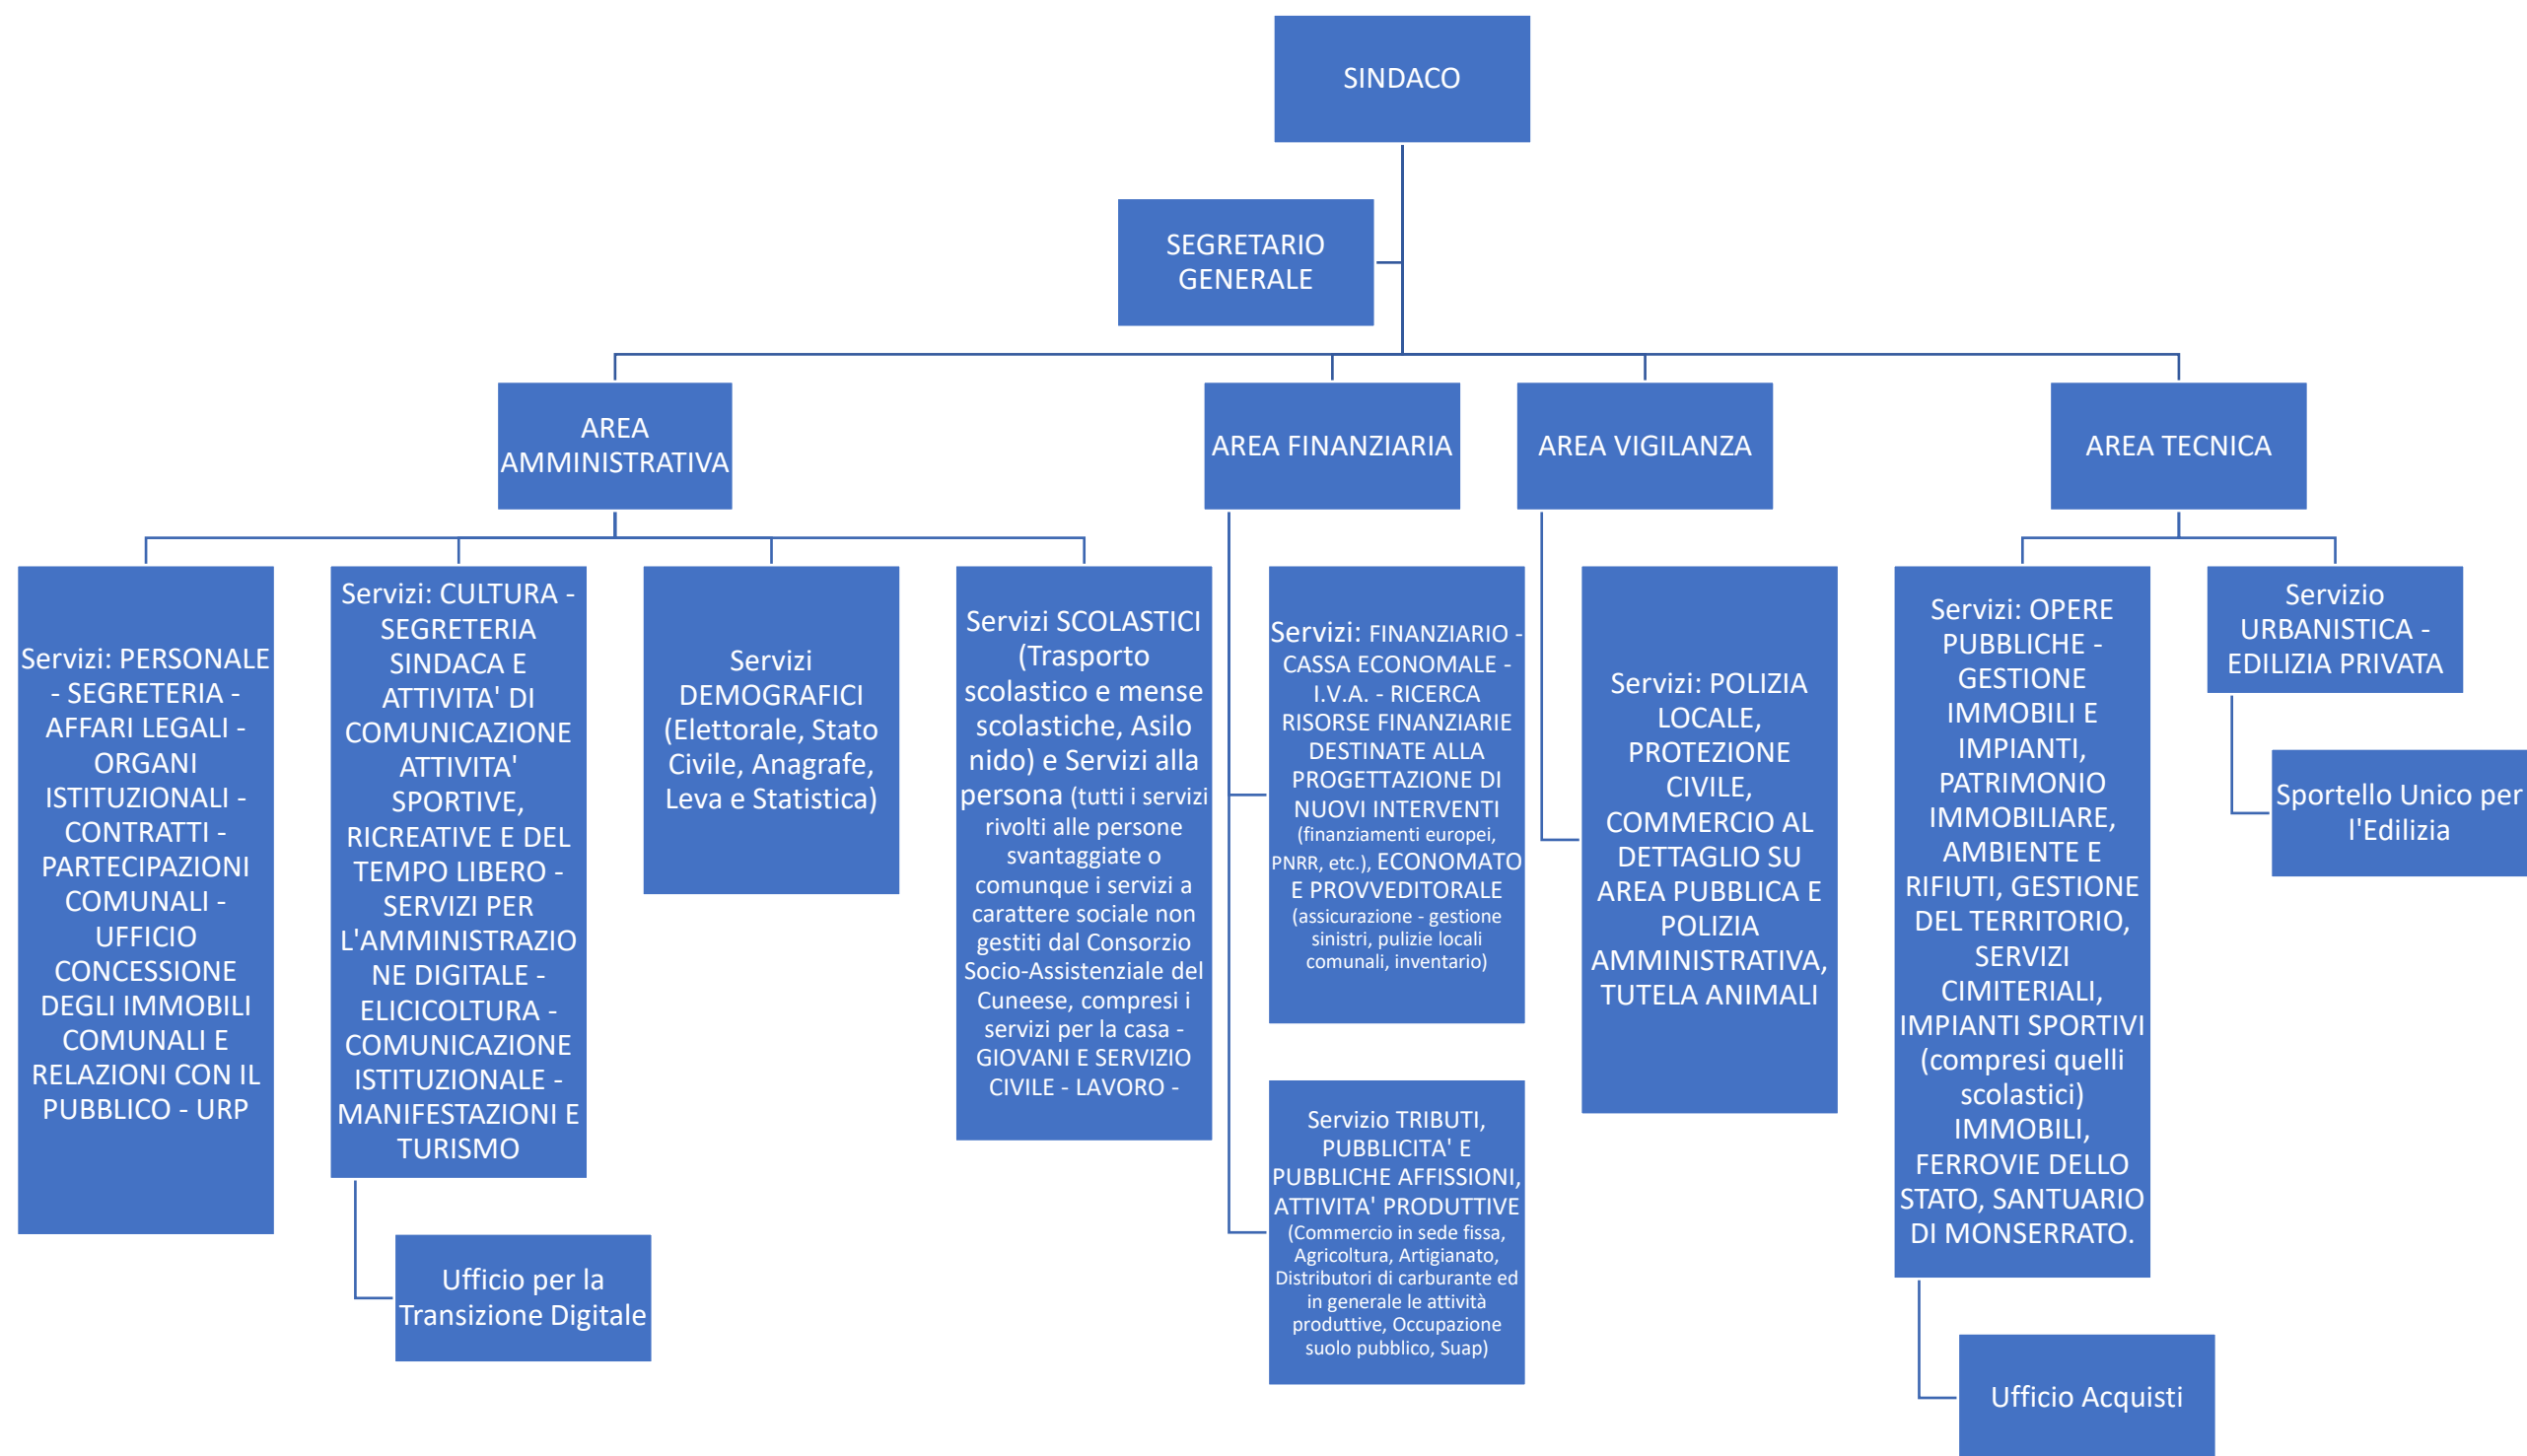 SINDACO
SEGRETARIO
GENERALE
AREA
AMMINISTRATIVA
AREA FINANZIARIA
AREA VIGILANZA
AREA TECNICA
Servizi: PERSONALE
- SEGRETERIA -
AFFARI LEGALI -
ORGANI
ISTITUZIONALI -
CONTRATTI -
PARTECIPAZIONI
COMUNALI -
UFFICIO
CONCESSIONE
DEGLI IMMOBILI
COMUNALI E
RELAZIONI CON IL
PUBBLICO - URP
Servizi: CULTURA -
SEGRETERIA
SINDACA E
ATTIVITA' DI
COMUNICAZIONE
ATTIVITA'
SPORTIVE,
RICREATIVE E DEL
TEMPO LIBERO -
SERVIZI PER
L'AMMINISTRAZIO
NE DIGITALE -
ELICICOLTURA -
COMUNICAZIONE
ISTITUZIONALE -
MANIFESTAZIONI E
TURISMO
Ufficio per la
Transizione Digitale
Servizi
DEMOGRAFICI
(Elettorale, Stato
Civile, Anagrafe,
Leva e Statistica)
Servizi SCOLASTICI
(Trasporto
scolastico e mense
scolastiche, Asilo
nido) e Servizi alla
persona (tutti i servizi
rivolti alle persone
svantaggiate o
comunque i servizi a
carattere sociale non
gestiti dal Consorzio
Socio-Assistenziale del
Cuneese, compresi i
servizi per la casa -
GIOVANI E SERVIZIO
CIVILE - LAVORO -
Servizi: FINANZIARIO -
CASSA ECONOMALE -
I.V.A. - RICERCA
RISORSE FINANZIARIE
DESTINATE ALLA
PROGETTAZIONE DI
NUOVI INTERVENTI
(finanziamenti europei,
PNRR, etc.), ECONOMATO
E PROVVEDITORALE
(assicurazione - gestione
sinistri, pulizie locali
comunali, inventario)
Servizio TRIBUTI,
PUBBLICITA' E
PUBBLICHE AFFISSIONI,
ATTIVITA' PRODUTTIVE
(Commercio in sede fissa,
Agricoltura, Artigianato,
Distributori di carburante ed
in generale le attività
produttive, Occupazione
suolo pubblico, Suap)
Servizi: POLIZIA
LOCALE,
PROTEZIONE
CIVILE,
COMMERCIO AL
DETTAGLIO SU
AREA PUBBLICA E
POLIZIA
AMMINISTRATIVA,
TUTELA ANIMALI
Servizi: OPERE
PUBBLICHE -
GESTIONE
IMMOBILI E
IMPIANTI,
PATRIMONIO
IMMOBILIARE,
AMBIENTE E
RIFIUTI, GESTIONE
DEL TERRITORIO,
SERVIZI
CIMITERIALI,
IMPIANTI SPORTIVI
(compresi quelli
scolastici)
IMMOBILI,
FERROVIE DELLO
STATO, SANTUARIO
DI MONSERRATO.
Ufficio Acquisti
Servizio
URBANISTICA -
EDILIZIA PRIVATA
Sportello Unico per
l'Edilizia